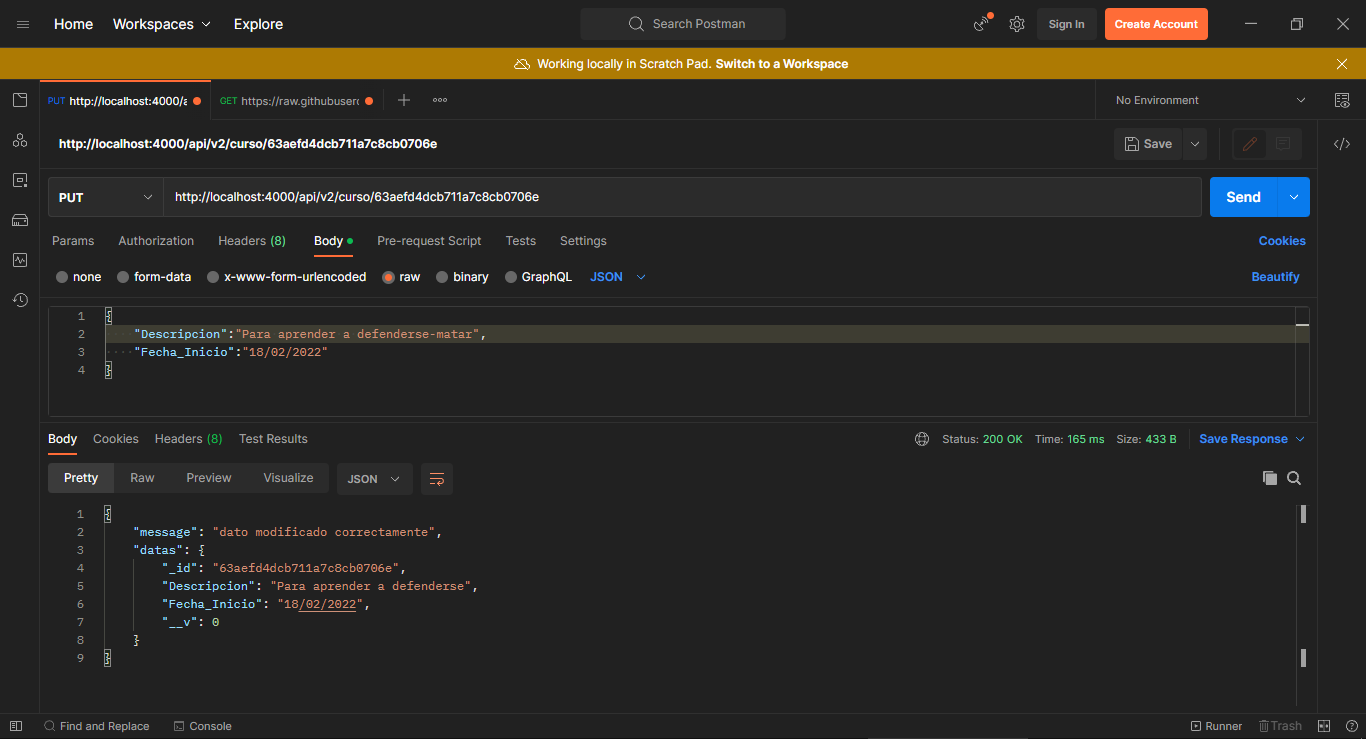 Home Workspaces Explore Search Postman Sign In Create Account
Working locally in Scratch Pad. Switch to a Workspace
PUT http://localhost:4000/a GET https://raw.githubuserc No Environment
http://localhost:4000/api/v2/curso/63aefd4dcb711a7c8cb0706e Save
PUT http://localhost:4000/api/v2/curso/63aefd4dcb711a7c8cb0706e Send
Params Authorization Headers (8) Body Pre-request Script Tests Settings Cookies
none form-data x-www-form-urlencoded raw binary GraphQL JSON Beautify
1 {
2 "Descripcion":"Para aprender a defenderse-matar",
3 "Fecha_Inicio":"18/02/2022"
4 }
Body Cookies Headers (8) Test Results Status: 200 OK Time: 165 ms Size: 433 B Save Response
Pretty Raw Preview Visualize JSON
1 {
2 "message": "dato modificado correctamente",
3 "datas": {
4 "_id": "63aefd4dcb711a7c8cb0706e",
5 "Descripcion": "Para aprender a defenderse",
6 "Fecha_Inicio": "18/02/2022",
7 "__v": 0
8 }
9 }
Find and Replace Console Runner Trash